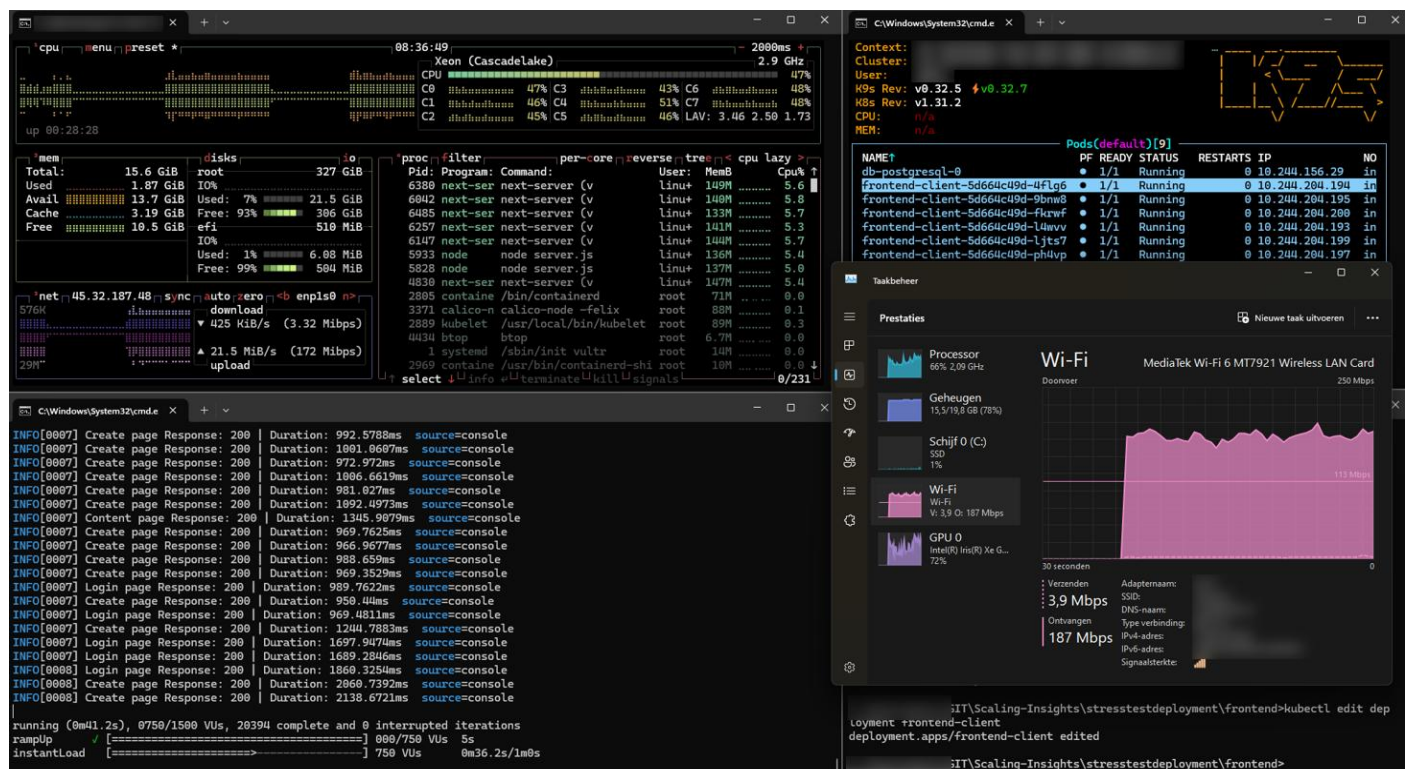 ¹cpu menu preset * 08:36:49 - 2000ms +
Xeon (Cascadelake) 2.9 GHz
CPU 47%
C0 47% C3 43% C6 48%
C1 46% C4 51% C7 48%
C2 45% C5 46% LAV: 3.46 2.50 1.73
up 00:28:28
²mem disks io
Total: 15.6 GiB
Used 1.87 GiB
Avail 13.7 GiB
Cache 3.19 GiB
Free 10.5 GiB
root 327 GiB
IO%
Used: 7% 21.5 GiB
Free: 93% 306 GiB
efi 510 MiB
IO%
Used: 1% 6.08 MiB
Free: 99% 504 MiB
³net 45.32.187.48 sync auto zero <b enp1s0 n>
576K
download
▼ 425 KiB/s (3.32 Mibps)
▲ 21.5 MiB/s (172 Mibps)
29M
upload
⁴proc filter per-core reverse tree < cpu lazy >
Pid: Program: Command: User: MemB Cpu% ↑
6380 next-ser next-server (v linu+ 149M 5.6
6042 next-ser next-server (v linu+ 140M 5.8
6485 next-ser next-server (v linu+ 133M 5.7
6257 next-ser next-server (v linu+ 141M 5.3
6147 next-ser next-server (v linu+ 144M 5.7
5933 node node server.js linu+ 136M 5.4
5828 node node server.js linu+ 137M 5.0
4830 next-ser next-server (v linu+ 147M 5.4
2805 containe /bin/containerd root 71M 0.0
3371 calico-n calico-node -felix root 88M 0.1
2889 kubelet /usr/local/bin/kubelet root 89M 0.3
4434 btop btop root 6.7M 0.0
1 systemd /sbin/init vultr root 14M 0.0
2969 containe /bin/containerd-shi root 10M 0.0 ↓
↑ select ↓ info ↵ terminate kill signals 0/231
C:\Windows\System32\cmd.e
Context:
Cluster:
User:
K9s Rev: v0.32.5 ⚡v0.32.7
K8s Rev: v1.31.2
CPU: n/a
MEM: n/a
Pods(default)[9]
NAME↑ PF READY STATUS RESTARTS IP NO
db-postgresql-0 ● 1/1 Running 0 10.244.156.29 in
frontend-client-5d664c49d-4flg6 ● 1/1 Running 0 10.244.204.194 in
frontend-client-5d664c49d-9bnw8 ● 1/1 Running 0 10.244.204.195 in
frontend-client-5d664c49d-fkrwf ● 1/1 Running 0 10.244.204.200 in
frontend-client-5d664c49d-l4wvv ● 1/1 Running 0 10.244.204.193 in
frontend-client-5d664c49d-ljts7 ● 1/1 Running 0 10.244.204.199 in
frontend-client-5d664c49d-ph4vp ● 1/1 Running 0 10.244.204.197 in
C:\Windows\System32\cmd.e
INFO[0007] Create page Response: 200 | Duration: 992.5788ms source=console
INFO[0007] Create page Response: 200 | Duration: 1001.0607ms source=console
INFO[0007] Create page Response: 200 | Duration: 972.972ms source=console
INFO[0007] Create page Response: 200 | Duration: 1006.6619ms source=console
INFO[0007] Create page Response: 200 | Duration: 981.027ms source=console
INFO[0007] Create page Response: 200 | Duration: 1092.4973ms source=console
INFO[0007] Content page Response: 200 | Duration: 1345.9079ms source=console
INFO[0007] Create page Response: 200 | Duration: 969.7625ms source=console
INFO[0007] Create page Response: 200 | Duration: 966.9677ms source=console
INFO[0007] Create page Response: 200 | Duration: 988.659ms source=console
INFO[0007] Create page Response: 200 | Duration: 969.3529ms source=console
INFO[0007] Login page Response: 200 | Duration: 989.7622ms source=console
INFO[0007] Create page Response: 200 | Duration: 950.44ms source=console
INFO[0007] Login page Response: 200 | Duration: 969.4811ms source=console
INFO[0007] Create page Response: 200 | Duration: 1244.7883ms source=console
INFO[0007] Login page Response: 200 | Duration: 1697.9474ms source=console
INFO[0007] Login page Response: 200 | Duration: 1689.2846ms source=console
INFO[0008] Login page Response: 200 | Duration: 1860.3254ms source=console
INFO[0008] Create page Response: 200 | Duration: 2060.7392ms source=console
INFO[0008] Create page Response: 200 | Duration: 2138.6721ms source=console
running (0m41.2s), 0750/1500 VUs, 20394 complete and 0 interrupted iterations
rampUp ✓ [======================================] 000/750 VUs 5s
instantLoad [=====================>----------------] 750 VUs 0m36.2s/1m0s
Taakbeheer
Prestaties
Nieuwe taak uitvoeren
Processor
66% 2,09 GHz
Geheugen
15,5/19,8 GB (78%)
Schijf 0 (C:)
SSD
1%
Wi-Fi
Wi-Fi
V: 3,9 O: 187 Mbps
GPU 0
Intel(R) Iris(R) Xe G...
72%
Wi-Fi MediaTek Wi-Fi 6 MT7921 Wireless LAN Card
Doorvoer 250 Mbps
113 Mbps
30 seconden 0
Verzenden
3,9 Mbps
Ontvangen
187 Mbps
Adapternaam:
SSID:
DNS-naam:
Type verbinding:
IPv4-adres:
IPv6-adres:
Signaalsterkte:
GIT\Scaling-Insights\stresstestdeployment\frontend>kubectl edit dep
loyment frontend-client
deployment.apps/frontend-client edited
GIT\Scaling-Insights\stresstestdeployment\frontend>